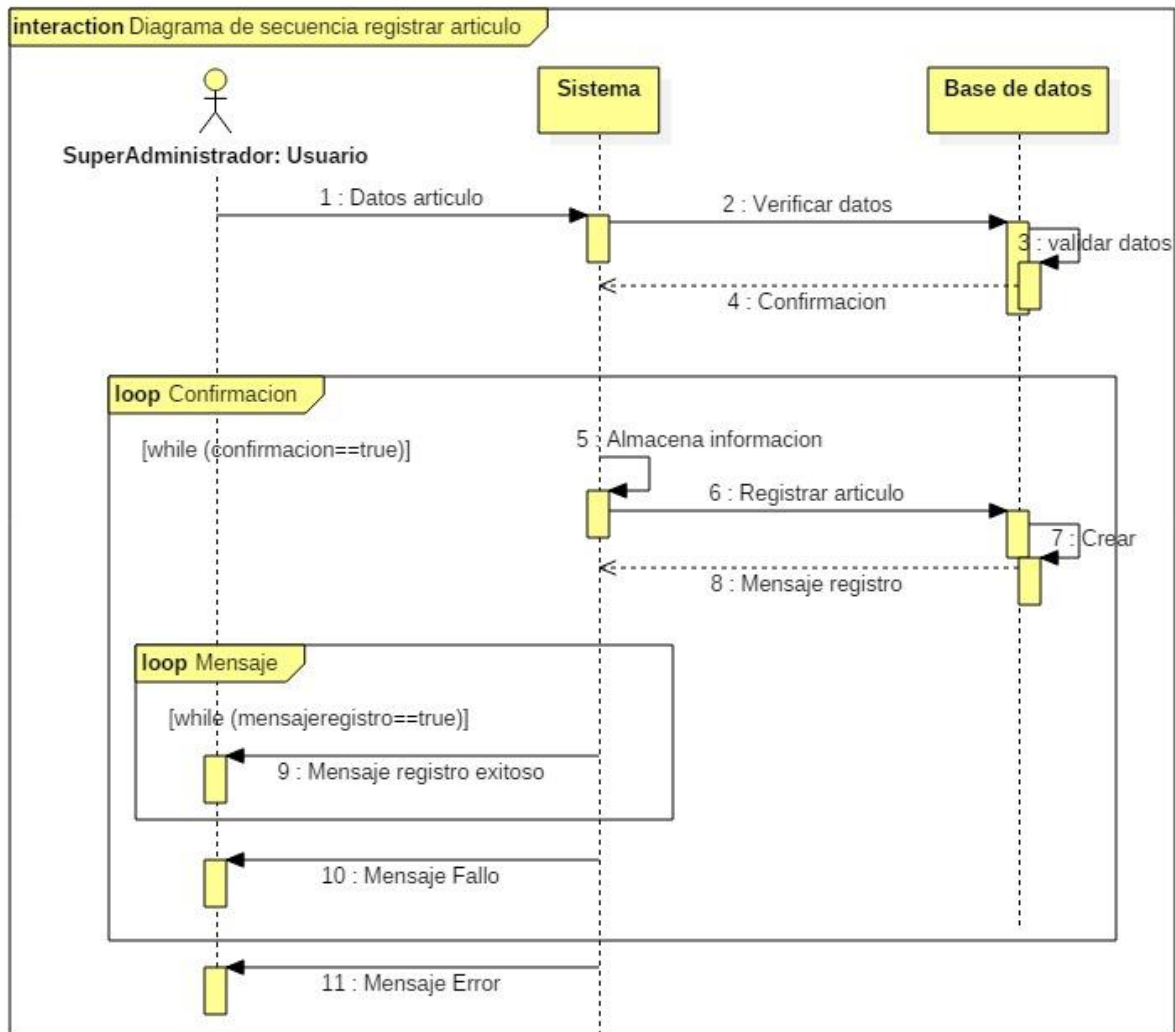 interaction Diagrama de secuencia registrar articulo
Sistema
Base de datos
SuperAdministrador: Usuario
1 : Datos articulo
2 : Verificar datos
3 : validar datos
4 : Confirmacion
loop Confirmacion
[while (confirmacion==true)]
5 : Almacena informacion
6 : Registrar articulo
7 : Crear
8 : Mensaje registro
loop Mensaje
[while (mensajeregistro==true)]
9 : Mensaje registro exitoso
10 : Mensaje Fallo
11 : Mensaje Error